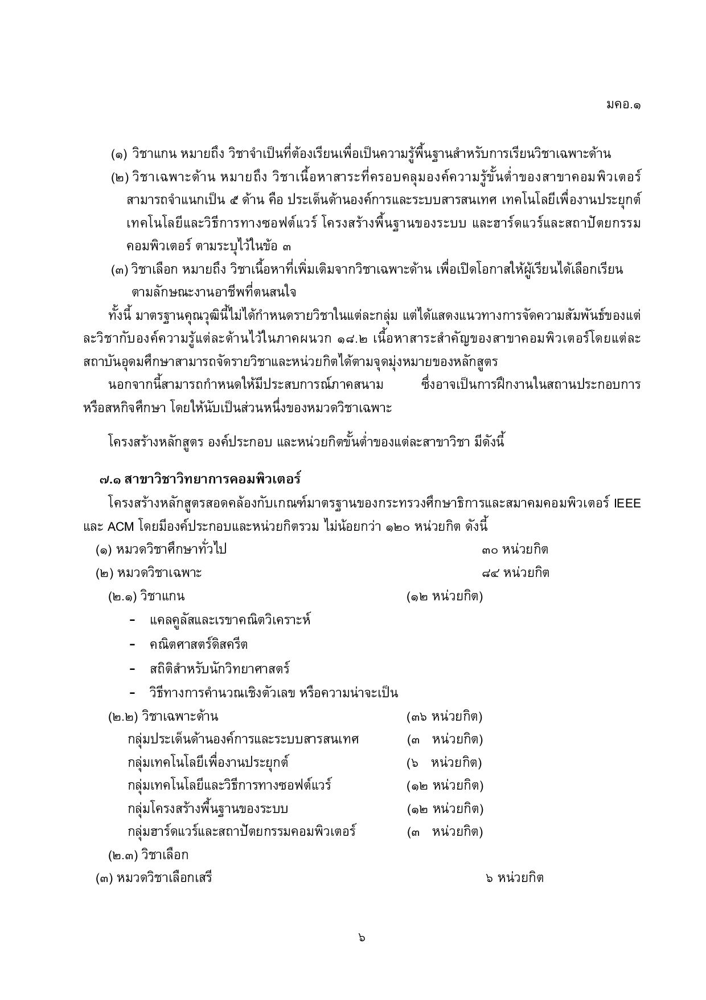 มคอ.๑
(๑) วิชาแกน หมายถึง วิชาจำเป็นที่ต้องเรียนเพื่อเป็นความรู้พื้นฐานสำหรับการเรียนวิชาเฉพาะด้าน
(๒) วิชาเฉพาะด้าน หมายถึง วิชาเนื้อหาสาระที่ครอบคลุมองค์ความรู้ขั้นต่ำของสาขาคอมพิวเตอร์
สามารถจำแนกเป็น ๕ ด้าน คือ ประเด็นด้านองค์การและระบบสารสนเทศ เทคโนโลยีเพื่องานประยุกต์
เทคโนโลยีและวิธีการทางซอฟต์แวร์ โครงสร้างพื้นฐานของระบบ และฮาร์ดแวร์และสถาปัตยกรรม
คอมพิวเตอร์ ตามระบุไว้ในข้อ ๓
(๓) วิชาเลือก หมายถึง วิชาเนื้อหาที่เพิ่มเติมจากวิชาเฉพาะด้าน เพื่อเปิดโอกาสให้ผู้เรียนได้เลือกเรียน
ตามลักษณะงานอาชีพที่ตนสนใจ
ทั้งนี้ มาตรฐานคุณวุฒินี้ไม่ได้กำหนดรายวิชาในแต่ละกลุ่ม แต่ได้แสดงแนวทางการจัดความสัมพันธ์ของแต่
ละวิชากับองค์ความรู้แต่ละด้านไว้ในภาคผนวก ๑๘.๒ เนื้อหาสาระสำคัญของสาขาคอมพิวเตอร์โดยแต่ละ
สถาบันอุดมศึกษาสามารถจัดรายวิชาและหน่วยกิตได้ตามจุดมุ่งหมายของหลักสูตร
นอกจากนี้สามารถกำหนดให้มีประสบการณ์ภาคสนาม ซึ่งอาจเป็นการฝึกงานในสถานประกอบการ
หรือสหกิจศึกษา โดยให้นับเป็นส่วนหนึ่งของหมวดวิชาเฉพาะ
โครงสร้างหลักสูตร องค์ประกอบ และหน่วยกิตขั้นต่ำของแต่ละสาขาวิชา มีดังนี้
๗.๑ สาขาวิชาวิทยาการคอมพิวเตอร์
โครงสร้างหลักสูตรสอดคล้องกับเกณฑ์มาตรฐานของกระทรวงศึกษาธิการและสมาคมคอมพิวเตอร์ IEEE
และ ACM โดยมีองค์ประกอบและหน่วยกิตรวม ไม่น้อยกว่า ๑๒๐ หน่วยกิต ดังนี้
(๑) หมวดวิชาศึกษาทั่วไป ๓๐ หน่วยกิต
(๒) หมวดวิชาเฉพาะ ๘๔ หน่วยกิต
(๒.๑) วิชาแกน (๑๒ หน่วยกิต)
- แคลคูลัสและเรขาคณิตวิเคราะห์
- คณิตศาสตร์ดิสครีต
- สถิติสำหรับนักวิทยาศาสตร์
- วิธีทางการคำนวณเชิงตัวเลข หรือความน่าจะเป็น
(๒.๒) วิชาเฉพาะด้าน (๓๖ หน่วยกิต)
กลุ่มประเด็นด้านองค์การและระบบสารสนเทศ (๓ หน่วยกิต)
กลุ่มเทคโนโลยีเพื่องานประยุกต์ (๖ หน่วยกิต)
กลุ่มเทคโนโลยีและวิธีการทางซอฟต์แวร์ (๑๒ หน่วยกิต)
กลุ่มโครงสร้างพื้นฐานของระบบ (๑๒ หน่วยกิต)
กลุ่มฮาร์ดแวร์และสถาปัตยกรรมคอมพิวเตอร์ (๓ หน่วยกิต)
(๒.๓) วิชาเลือก
(๓) หมวดวิชาเลือกเสรี ๖ หน่วยกิต
๖